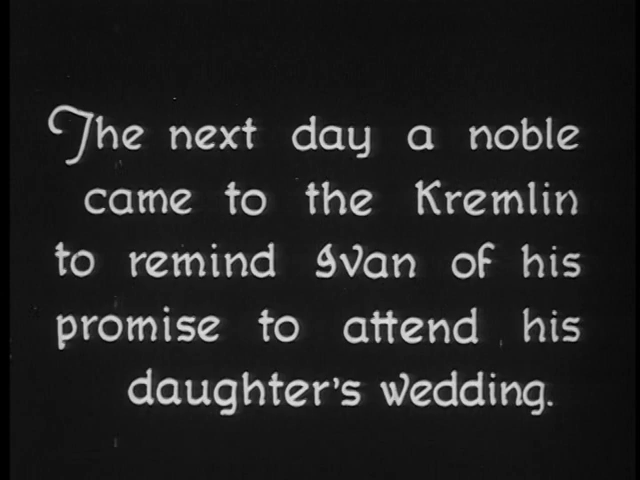 The next day a noble
came to the Kremlin
to remind Ivan of his
promise to attend his
daughter's wedding.